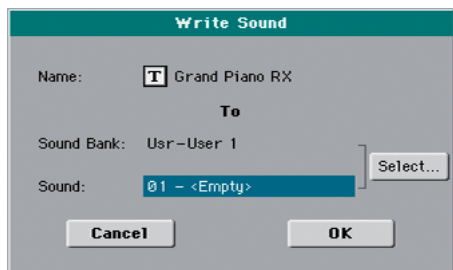 Write Sound
Name: T Grand Piano RX
To
Sound Bank: Usr-User 1
Select...
Sound: 01 - <Empty>
Cancel OK